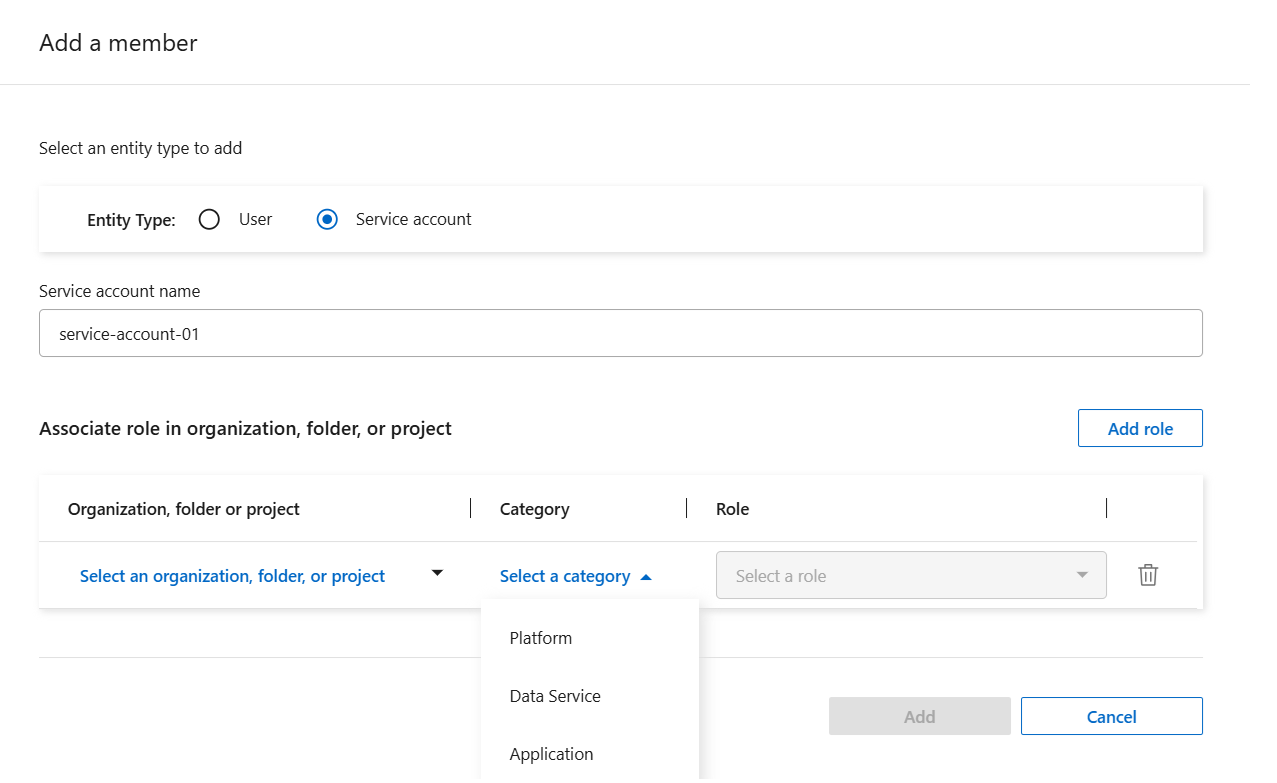 Add a member
Select an entity type to add
Entity Type: User Service account
Service account name
service-account-01
Associate role in organization, folder, or project Add role
Organization, folder or project Category Role
Select an organization, folder, or project Select a category Select a role
Platform
Data Service
Add Cancel
Application